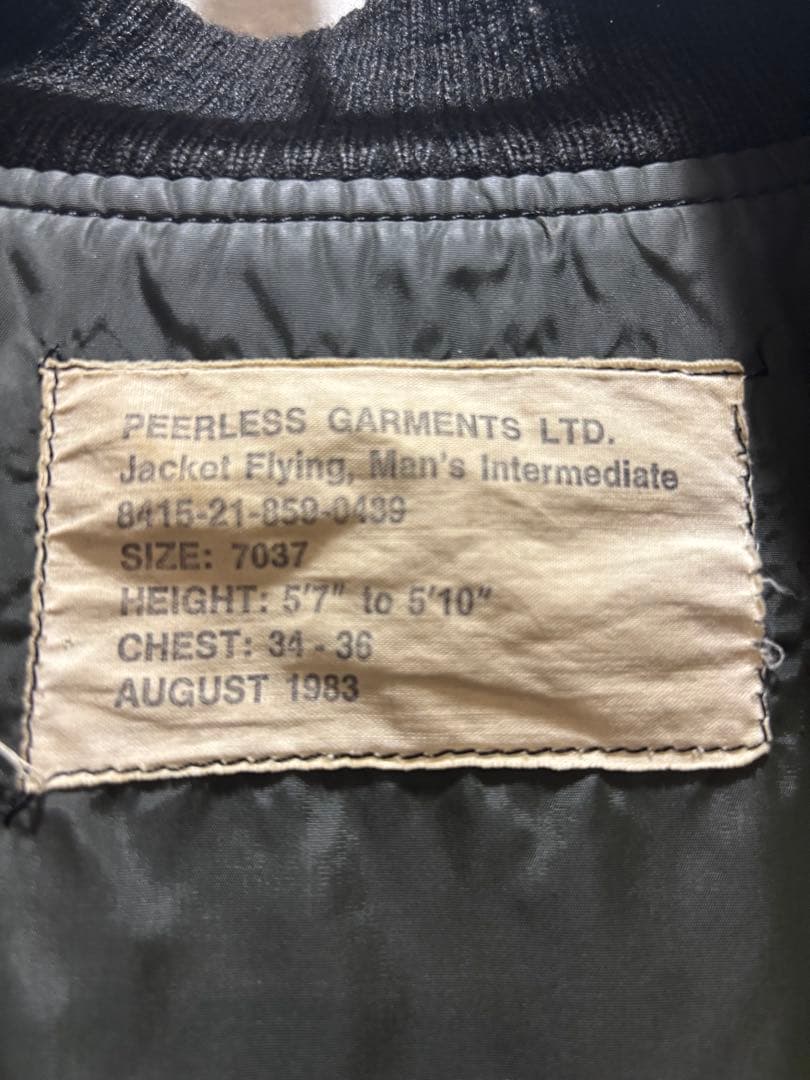 PEERLESS GARMENTS LTD.
Jacket Flying, Man's Intermediate
8415-21-859-0439
SIZE: 7037
HEIGHT: 5'7" to 5'10"
CHEST: 34 - 36
AUGUST 1983